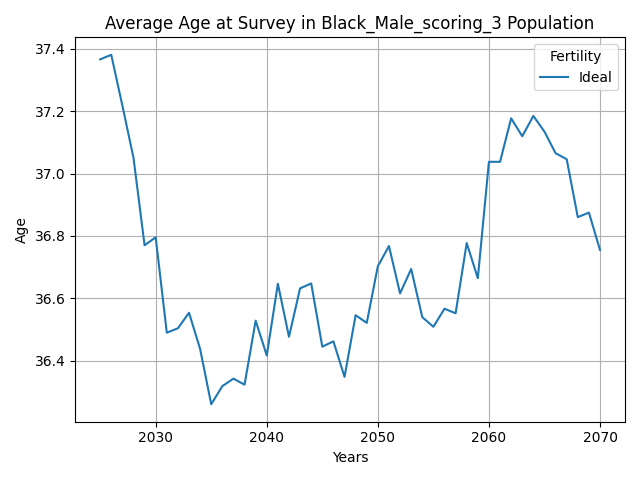 Average Age at Survey in Black_Male_scoring_3 Population
Fertility
Ideal
37.4
37.2
37.0
36.8
36.6
36.4
Age
2030
2040
2050
2060
2070
Years